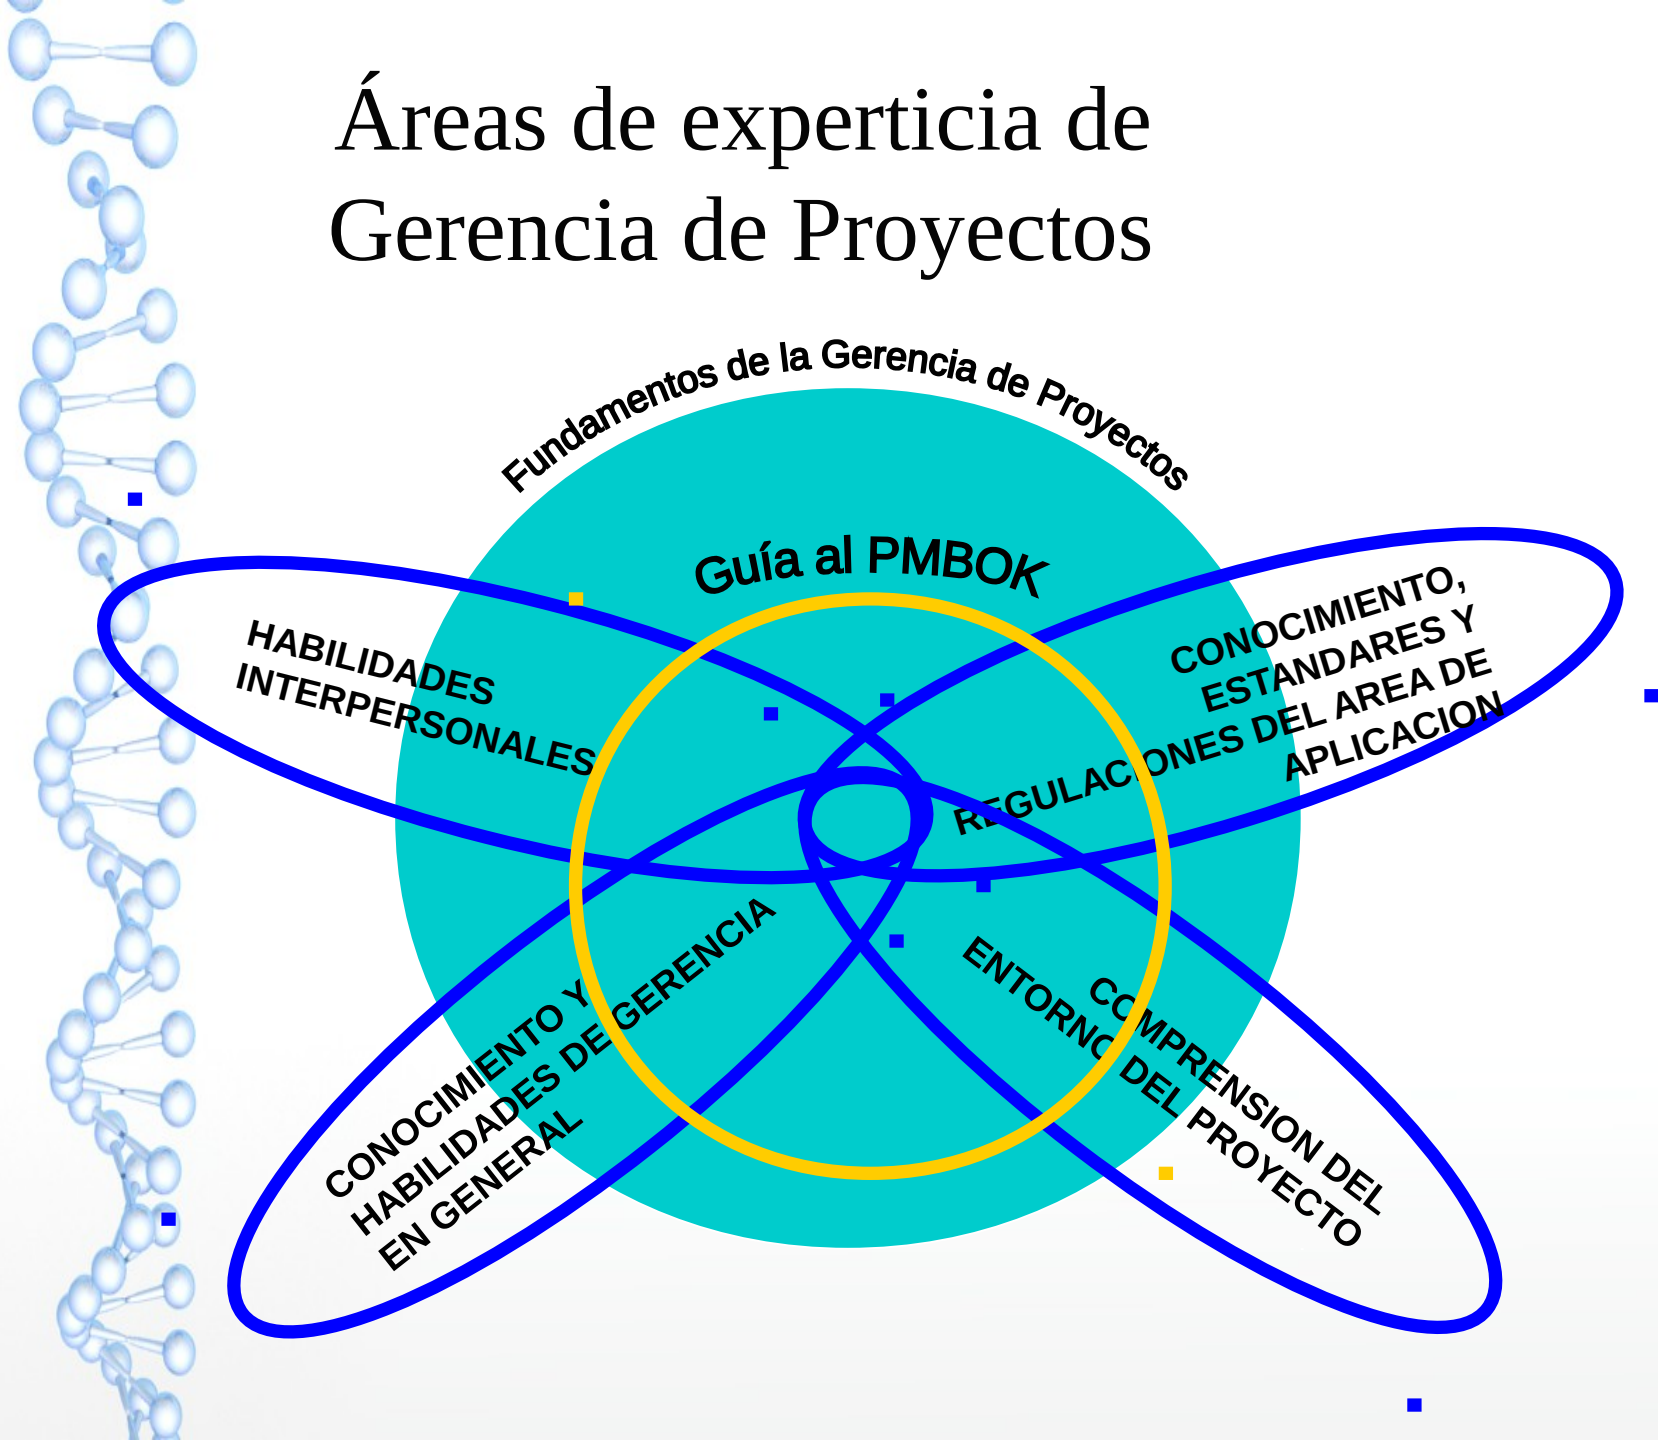 Áreas de experticia de
Gerencia de Proyectos
Fundamentos de la Gerencia de Proyectos
Guía al PMBOK
HABILIDADES
INTERPERSONALES
CONOCIMIENTO,
ESTANDARES Y
REGULACIONES DEL AREA DE
APLICACION
CONOCIMIENTO Y
HABILIDADES DE GERENCIA
EN GENERAL
COMPRENSION DEL
ENTORNO DEL PROYECTO